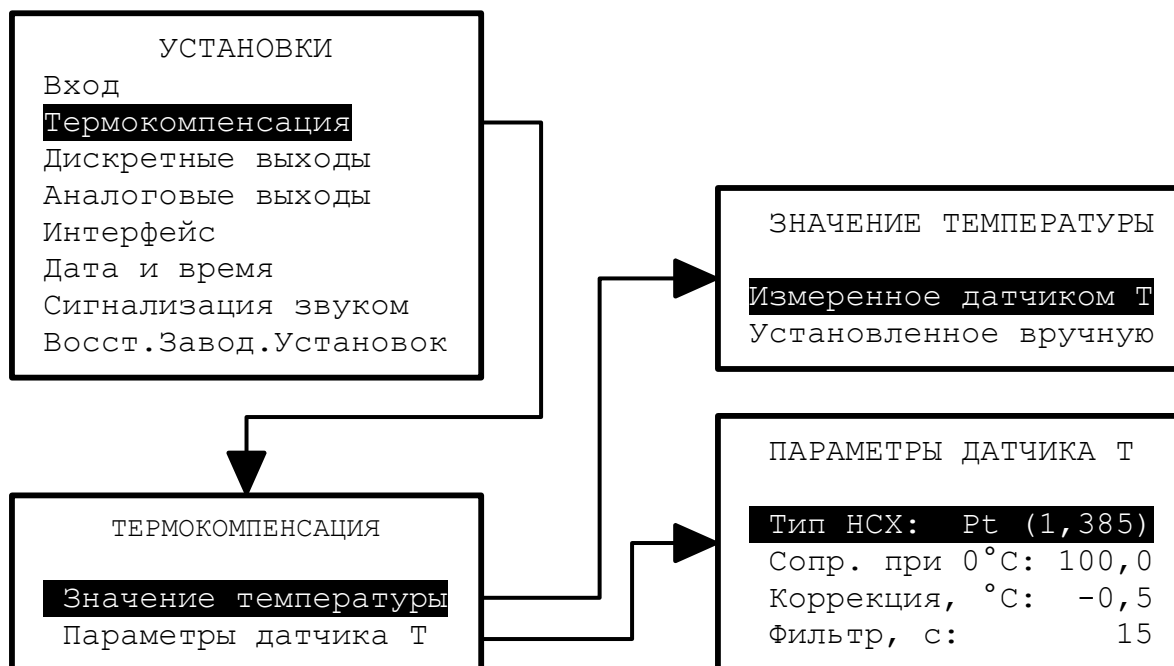 УСТАНОВКИ
Вход
Термокомпенсация
Дискретные выходы
Аналоговые выходы
Интерфейс
Дата и время
Сигнализация звуком
Восст.Завод.Установок
ЗНАЧЕНИЕ ТЕМПЕРАТУРЫ
Измеренное датчиком Т
Установленное вручную
ТЕРМОКОМПЕНСАЦИЯ
Значение температуры
Параметры датчика Т
ПАРАМЕТРЫ ДАТЧИКА Т
Тип НСХ: Pt (1,385)
Сопр. при 0°C: 100,0
Коррекция, °C: -0,5
Фильтр, с: 15